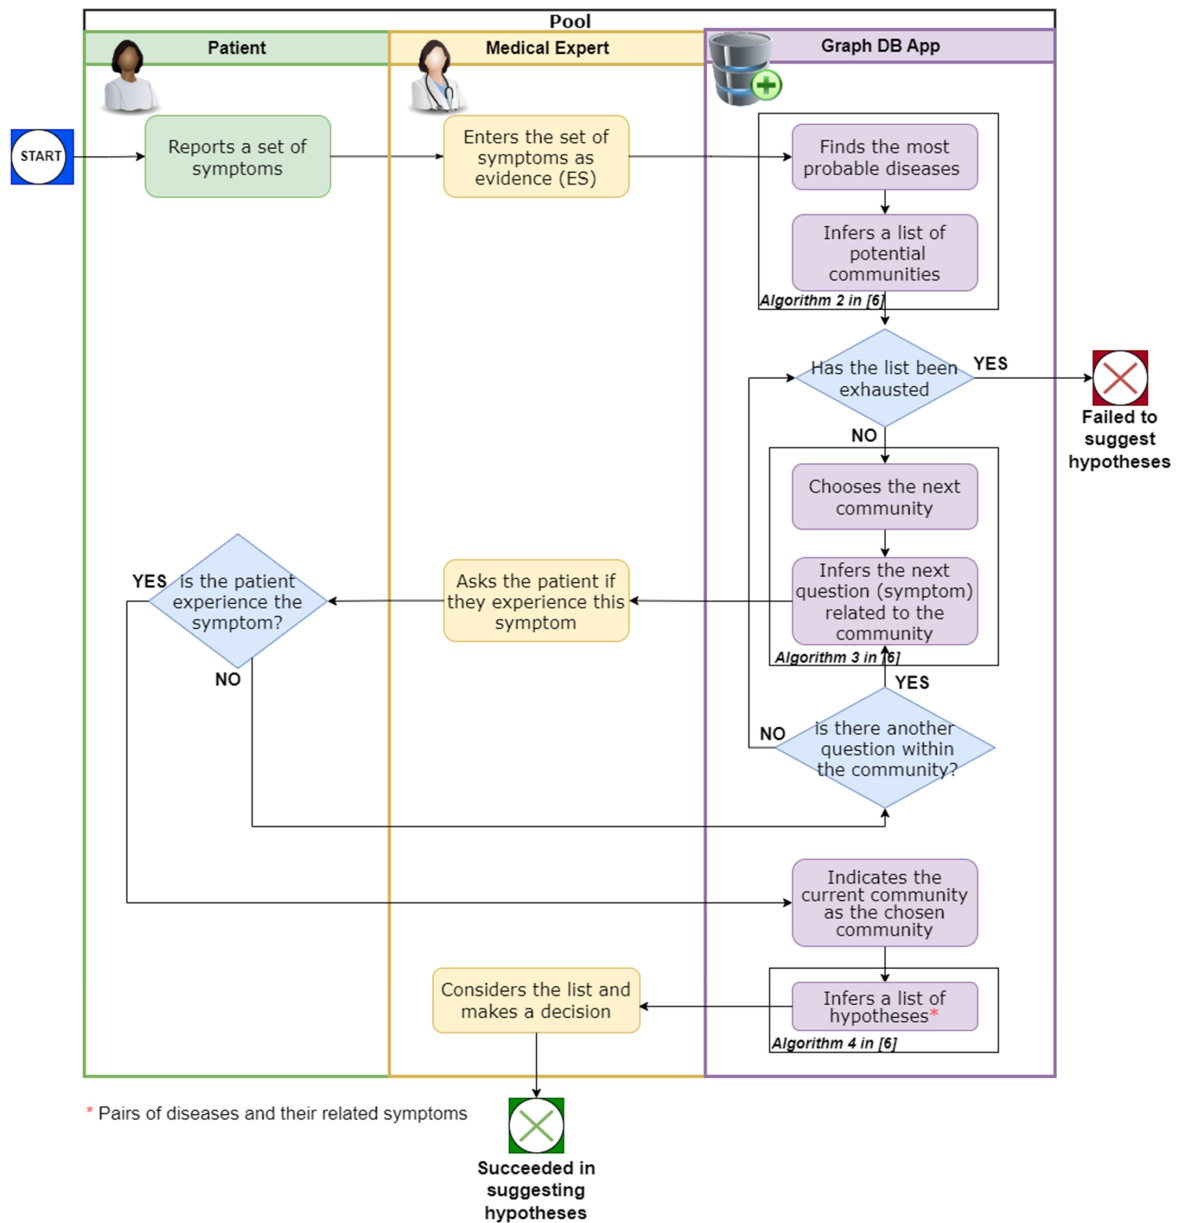 Pool
Patient
Medical Expert
Graph DB App
START
Reports a set of
symptoms
Enters the set of
symptoms as
evidence (ES)
Finds the most
probable diseases
Infers a list of
potential
communities
Algorithm 2 in [6]
Has the list been
exhausted
YES
Failed to
suggest
hypotheses
NO
Chooses the next
community
Infers the next
question (symptom)
related to the
community
Algorithm 3 in [6]
Asks the patient if
they experience this
symptom
YES
is the patient
experience the
symptom?
NO
YES
is there another
question within
the community?
NO
Indicates the
current community
as the chosen
community
Infers a list of
hypotheses*
Algorithm 4 in [6]
Considers the list and
makes a decision
* Pairs of diseases and their related symptoms
Succeeded in
suggesting
hypotheses